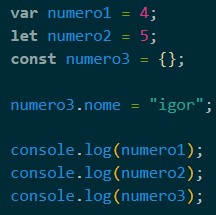 var numero1 = 4;
let numero2 = 5;
const numero3 = {};
numero3.nome = "igor";
console.log(numero1);
console.log(numero2);
console.log(numero3);